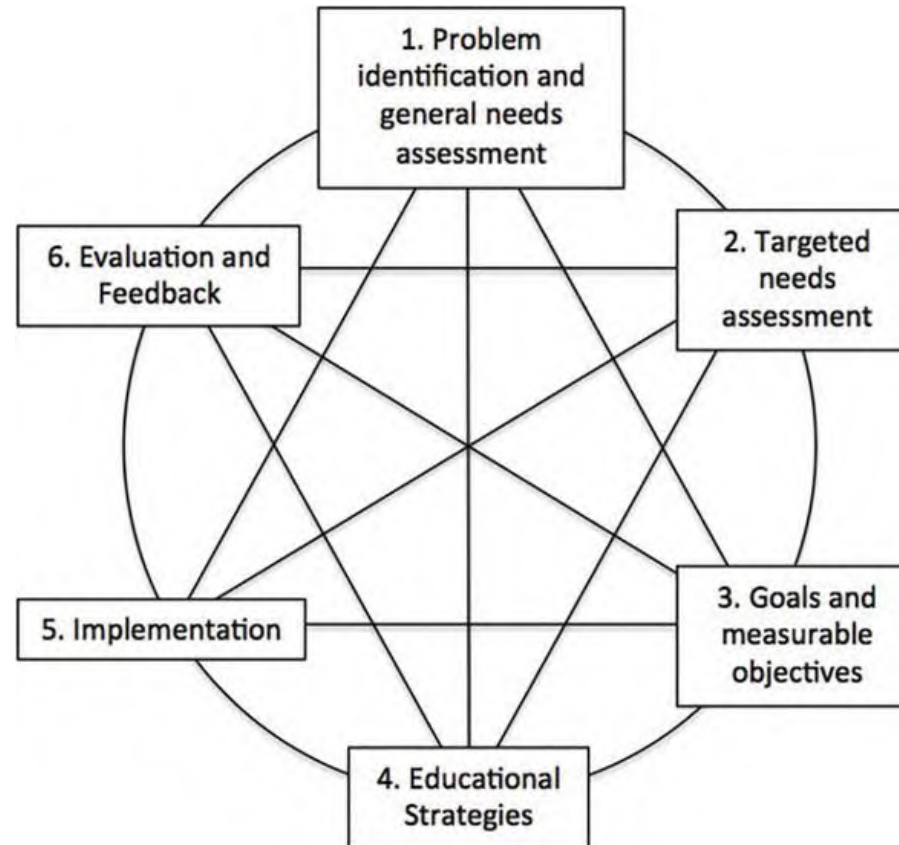 1. Problem
identification and
general needs
assessment
2. Targeted
needs
assessment
3. Goals and
measurable
objectives
4. Educational
Strategies
5. Implementation
6. Evaluation and
Feedback